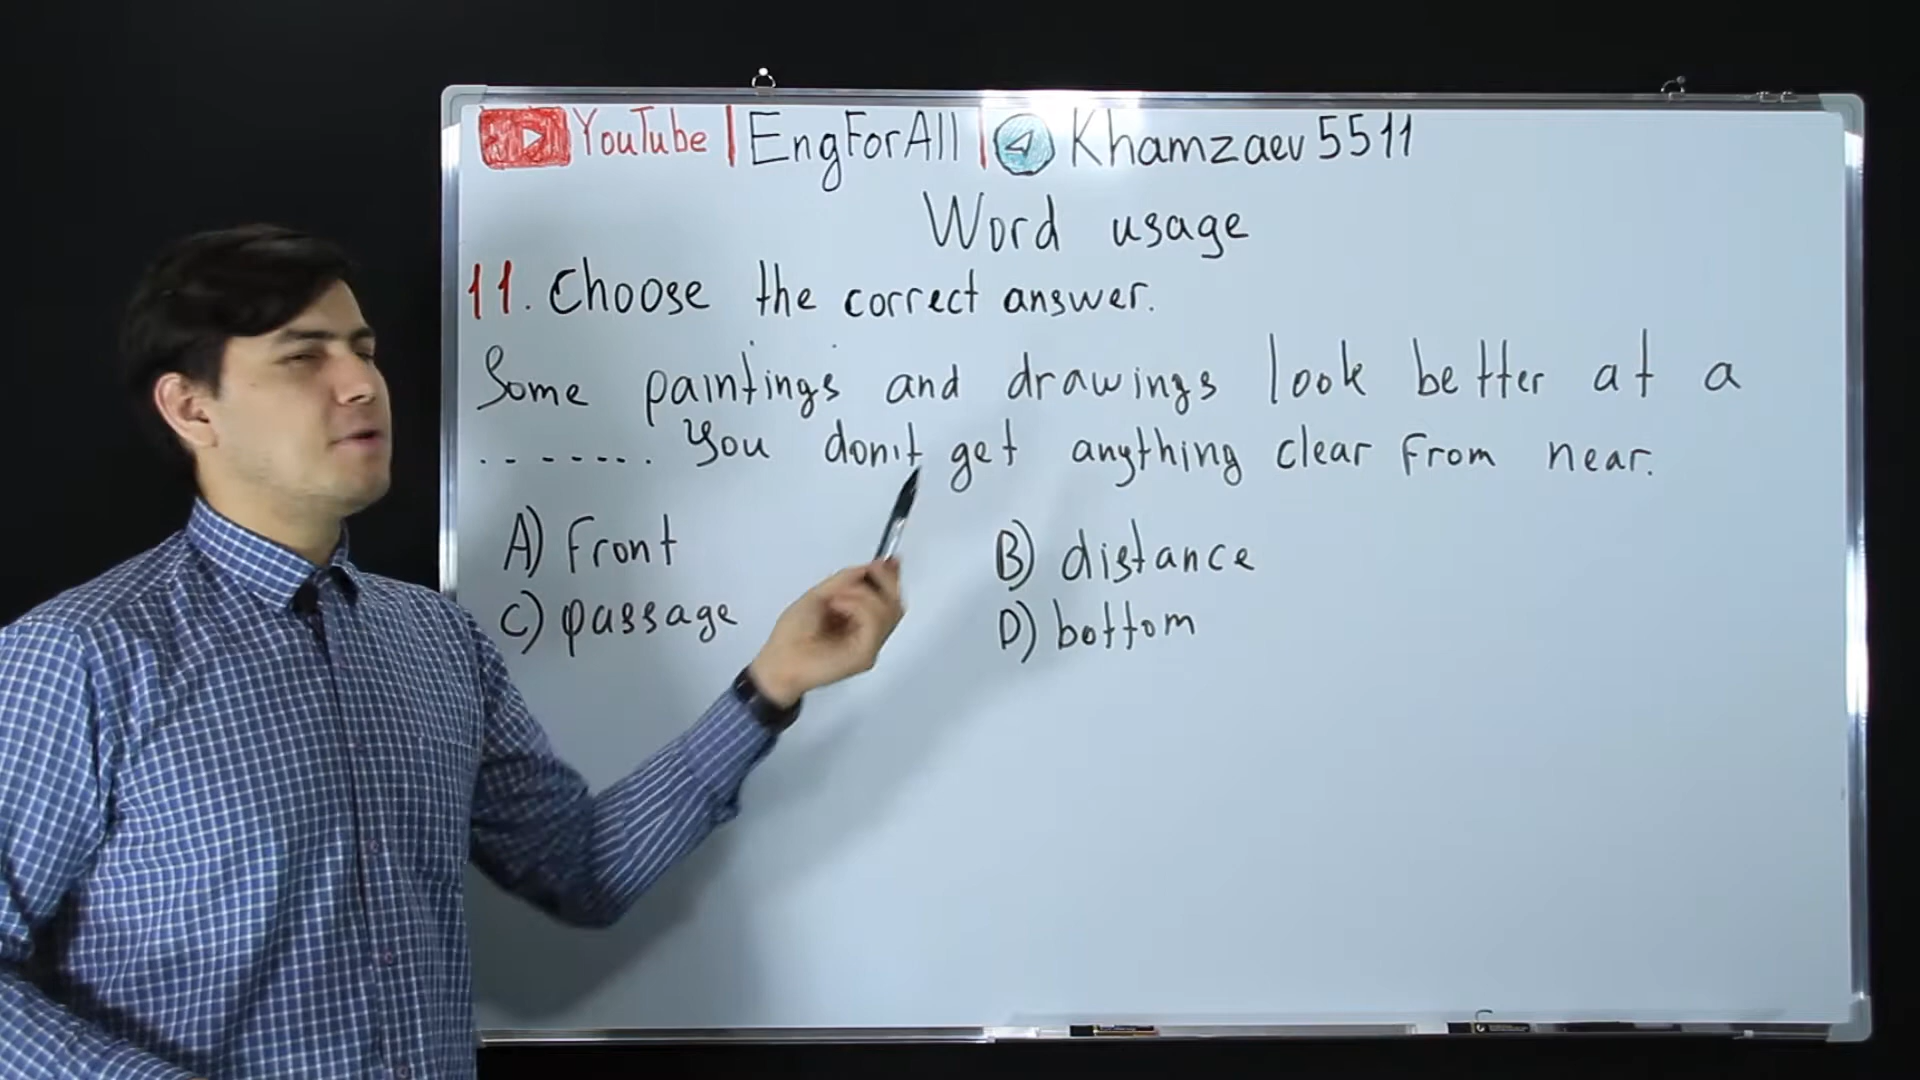 YouTube | EngForAll | Khamzaev5511
Word usage
11. Choose the correct answer.
Some paintings and drawings look better at a
....... You don't get anything clear from near.
A) front B) distance
C) passage D) bottom